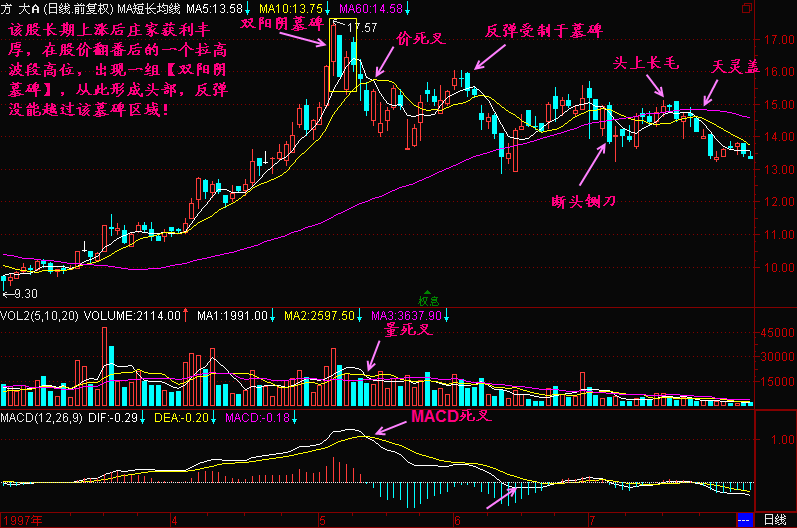 方 大A (日线.前复权) MA短长均线 MA5:13.58↓ MA10:13.75↓ MA60:14.58↓
该股长期上涨后庄家获利丰
厚，在股价翻番后的一个拉高
波段高位，出现一组【双阳阴
墓碑】，从此形成头部，反弹
没能越过该墓碑区域！
双阳阴墓碑
17.57
价死叉
反弹受制于墓碑
头上长毛
天灵盖
断头铡刀
17.00
16.00
15.00
14.00
13.00
12.00
11.00
10.00
←9.30
权息
VOL2(5,10,20) VOLUME:2114.00↑ MA1:1991.00↓ MA2:2597.50↓ MA3:3637.90↓
量死叉
45000
30000
15000
MACD(12,26,9) DIF:-0.29↓ DEA:-0.20↓ MACD:-0.18↓
MACD死叉
1.00
1997年 4 5 6 7 日线